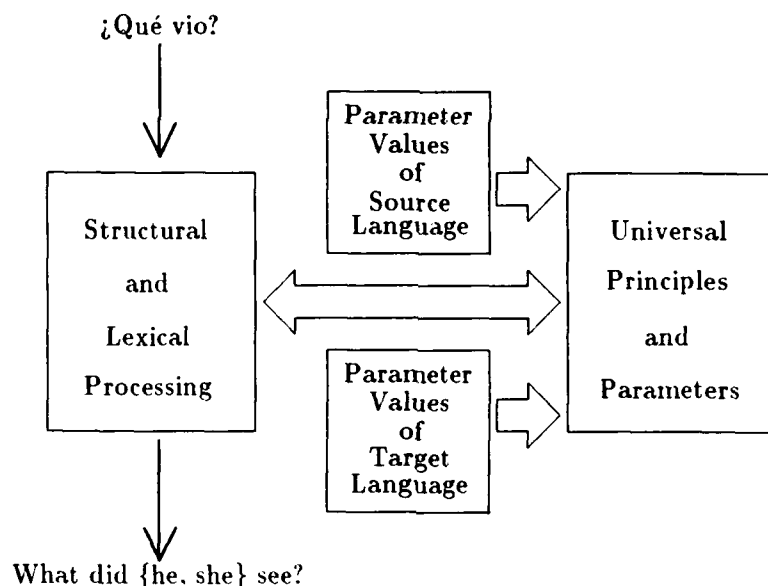 ¿Qué vio?
Structural
and
Lexical
Processing
Parameter
Values
of
Source
Language
Parameter
Values
of
Target
Language
Universal
Principles
and
Parameters
What did {he, she} see?